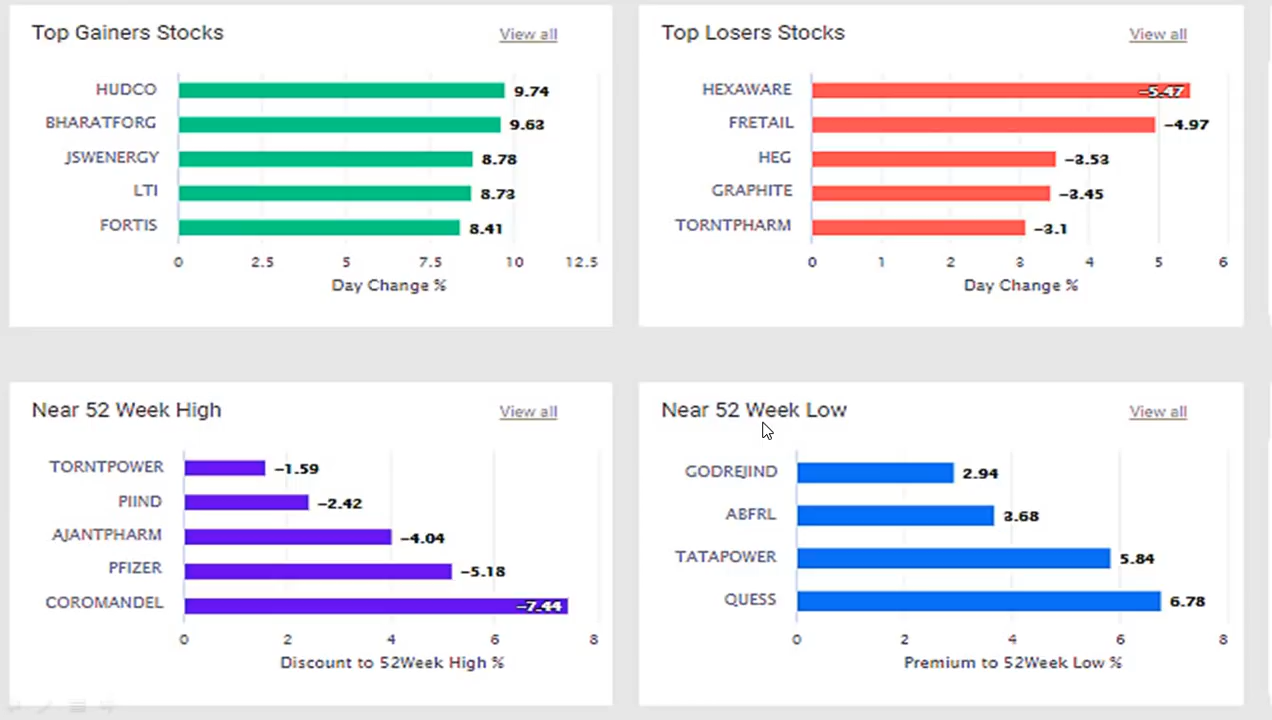 Top Gainers Stocks View all
HUDCO 9.74
BHARATFORG 9.63
JSWENERGY 8.78
LTI 8.73
FORTIS 8.41
0 2.5 5 7.5 10 12.5
Day Change %
Top Losers Stocks View all
HEXAWARE -5.47
FRETAIL -4.97
HEG -3.53
GRAPHITE -3.45
TORNTPHARM -3.1
0 1 2 3 4 5 6
Day Change %
Near 52 Week High View all
TORNTPOWER -1.59
PIIND -2.42
AJANTPHARM -4.04
PFIZER -5.18
COROMANDEL -7.44
0 2 4 6 8
Discount to 52Week High %
Near 52 Week Low View all
GODREJIND 2.94
ABFRL 3.68
TATAPOWER 5.84
QUESS 6.78
0 2 4 6 8
Premium to 52Week Low %